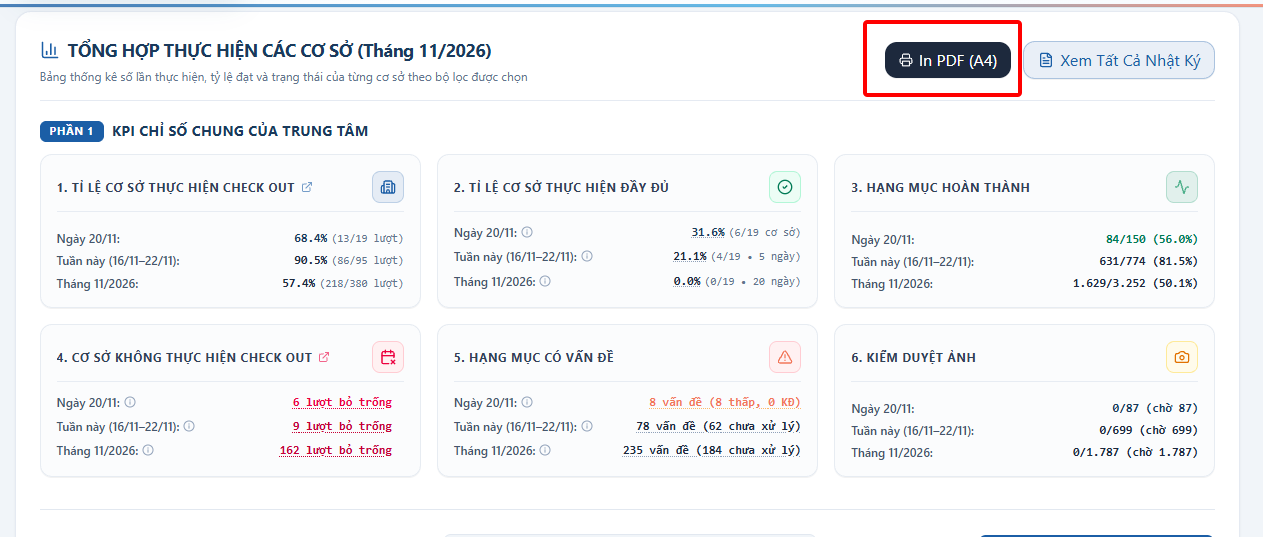 TỔNG HỢP THỰC HIỆN CÁC CƠ SỞ (Tháng 11/2026)
In PDF (A4)
Xem Tất Cả Nhật Ký
Bảng thống kê số lần thực hiện, tỷ lệ đạt và trạng thái của từng cơ sở theo bộ lọc được chọn
PHẦN 1 KPI CHỈ SỐ CHUNG CỦA TRUNG TÂM
1. TỈ LỆ CƠ SỞ THỰC HIỆN CHECK OUT
Ngày 20/11: 68.4% (13/19 lượt)
Tuần này (16/11–22/11): 90.5% (86/95 lượt)
Tháng 11/2026: 57.4% (218/380 lượt)
2. TỈ LỆ CƠ SỞ THỰC HIỆN ĐẦY ĐỦ
Ngày 20/11: 31.6% (6/19 cơ sở)
Tuần này (16/11–22/11): 21.1% (4/19 • 5 ngày)
Tháng 11/2026: 0.0% (0/19 • 20 ngày)
3. HẠNG MỤC HOÀN THÀNH
Ngày 20/11: 84/150 (56.0%)
Tuần này (16/11–22/11): 631/774 (81.5%)
Tháng 11/2026: 1.629/3.252 (50.1%)
4. CƠ SỞ KHÔNG THỰC HIỆN CHECK OUT
Ngày 20/11: 6 lượt bỏ trống
Tuần này (16/11–22/11): 9 lượt bỏ trống
Tháng 11/2026: 162 lượt bỏ trống
5. HẠNG MỤC CÓ VẤN ĐỀ
Ngày 20/11: 8 vấn đề (8 thấp, 0 KĐ)
Tuần này (16/11–22/11): 78 vấn đề (62 chưa xử lý)
Tháng 11/2026: 235 vấn đề (184 chưa xử lý)
6. KIỂM DUYỆT ẢNH
Ngày 20/11: 0/87 (chờ 87)
Tuần này (16/11–22/11): 0/699 (chờ 699)
Tháng 11/2026: 0/1.787 (chờ 1.787)